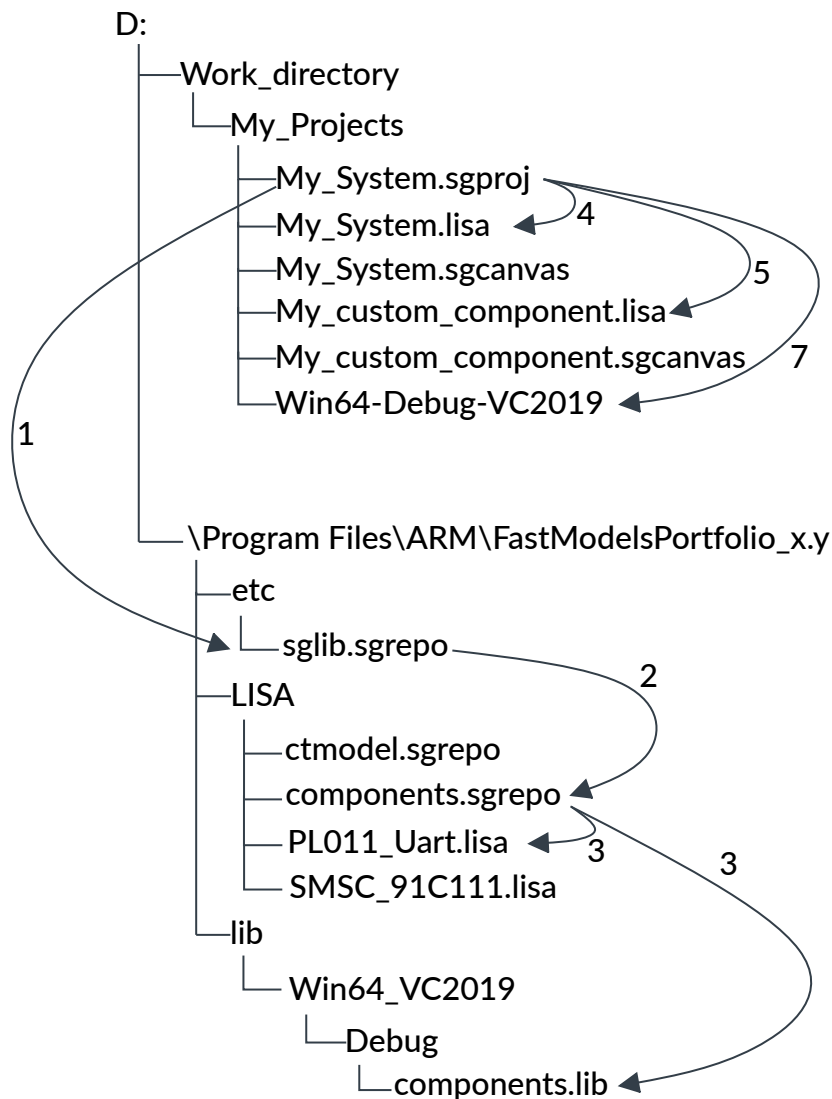 D:
Work_directory
My_Projects
My_System.sgproj
My_System.lisa
4
My_System.sgcanvas
5
My_custom_component.lisa
My_custom_component.sgcanvas
7
Win64-Debug-VC2019
1
\Program Files\ARM\FastModelsPortfolio_x.y
etc
sglib.sgrepo
2
LISA
ctmodel.sgrepo
components.sgrepo
PL011_Uart.lisa
3
3
SMSC_91C111.lisa
lib
Win64_VC2019
Debug
components.lib